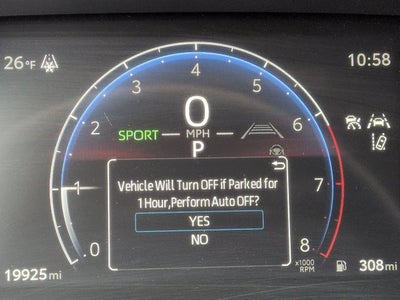 26°F
10:58
4
3
5
2
6
1
7
0
8
0
MPH
SPORT
P
Vehicle Will Turn OFF if Parked for
1 Hour,Perform Auto OFF?
YES
NO
x1000
RPM
19925 mi
308 mi